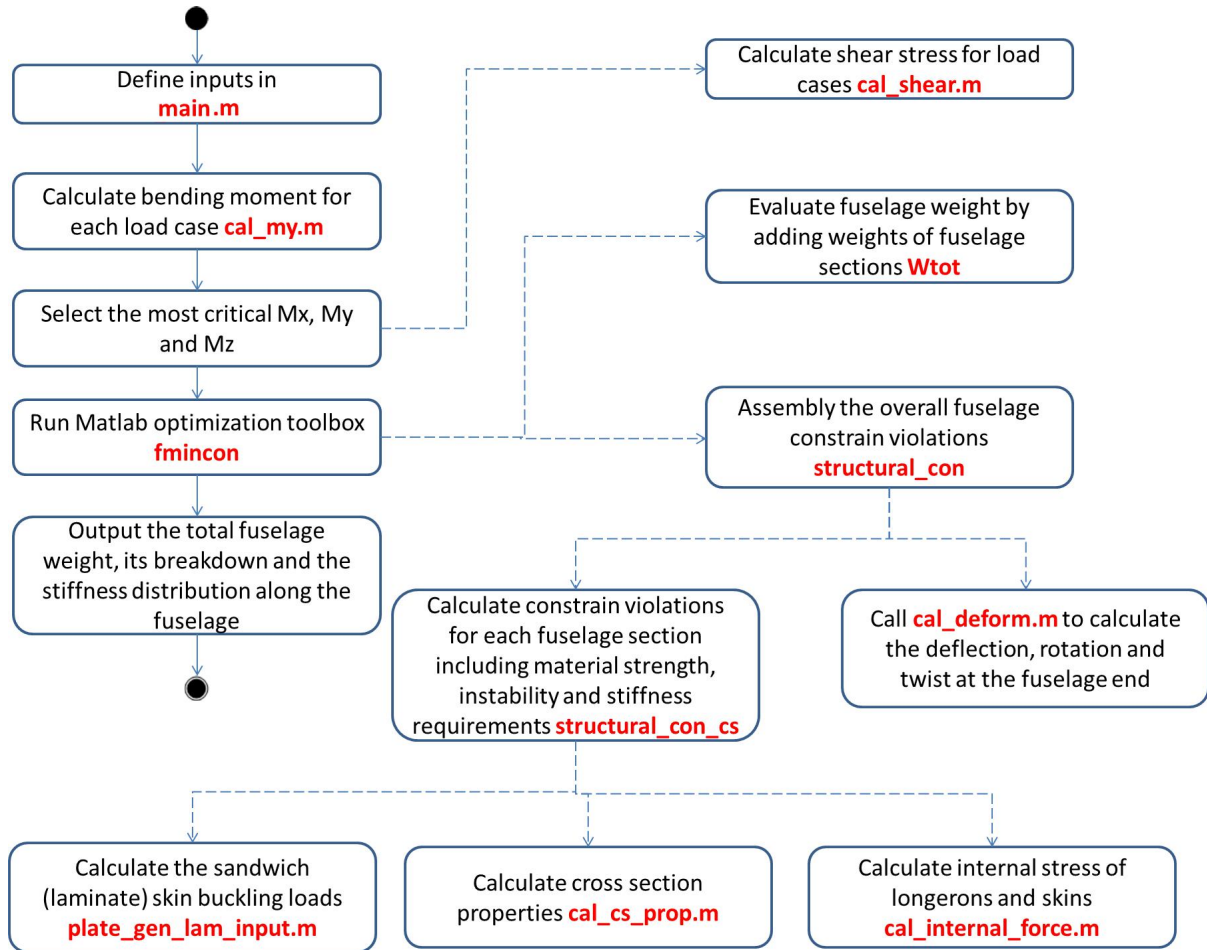 Define inputs in
main.m
Calculate bending moment for
each load case cal_my.m
Select the most critical Mx, My
and Mz
Run Matlab optimization toolbox
fmincon
Output the total fuselage
weight, its breakdown and the
stiffness distribution along the
fuselage
Calculate shear stress for load
cases cal_shear.m
Evaluate fuselage weight by
adding weights of fuselage
sections Wtot
Assembly the overall fuselage
constrain violations
structural_con
Calculate constrain violations
for each fuselage section
including material strength,
instability and stiffness
requirements structural_con_cs
Call cal_deform.m to calculate
the deflection, rotation and
twist at the fuselage end
Calculate the sandwich
(laminate) skin buckling loads
plate_gen_lam_input.m
Calculate cross section
properties cal_cs_prop.m
Calculate internal stress of
longerons and skins
cal_internal_force.m